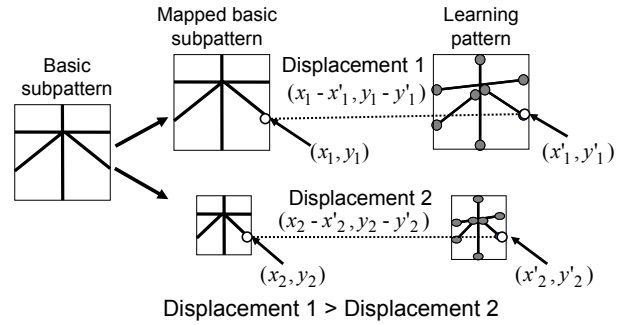 Mapped basic
subpattern
Learning
pattern
Basic
subpattern
Displacement 1
(x₁ - x'₁, y₁ - y'₁)
(x₁, y₁)
(x'₁, y'₁)
Displacement 2
(x₂ - x'₂, y₂ - y'₂)
(x₂, y₂)
(x'₂, y'₂)
Displacement 1 > Displacement 2